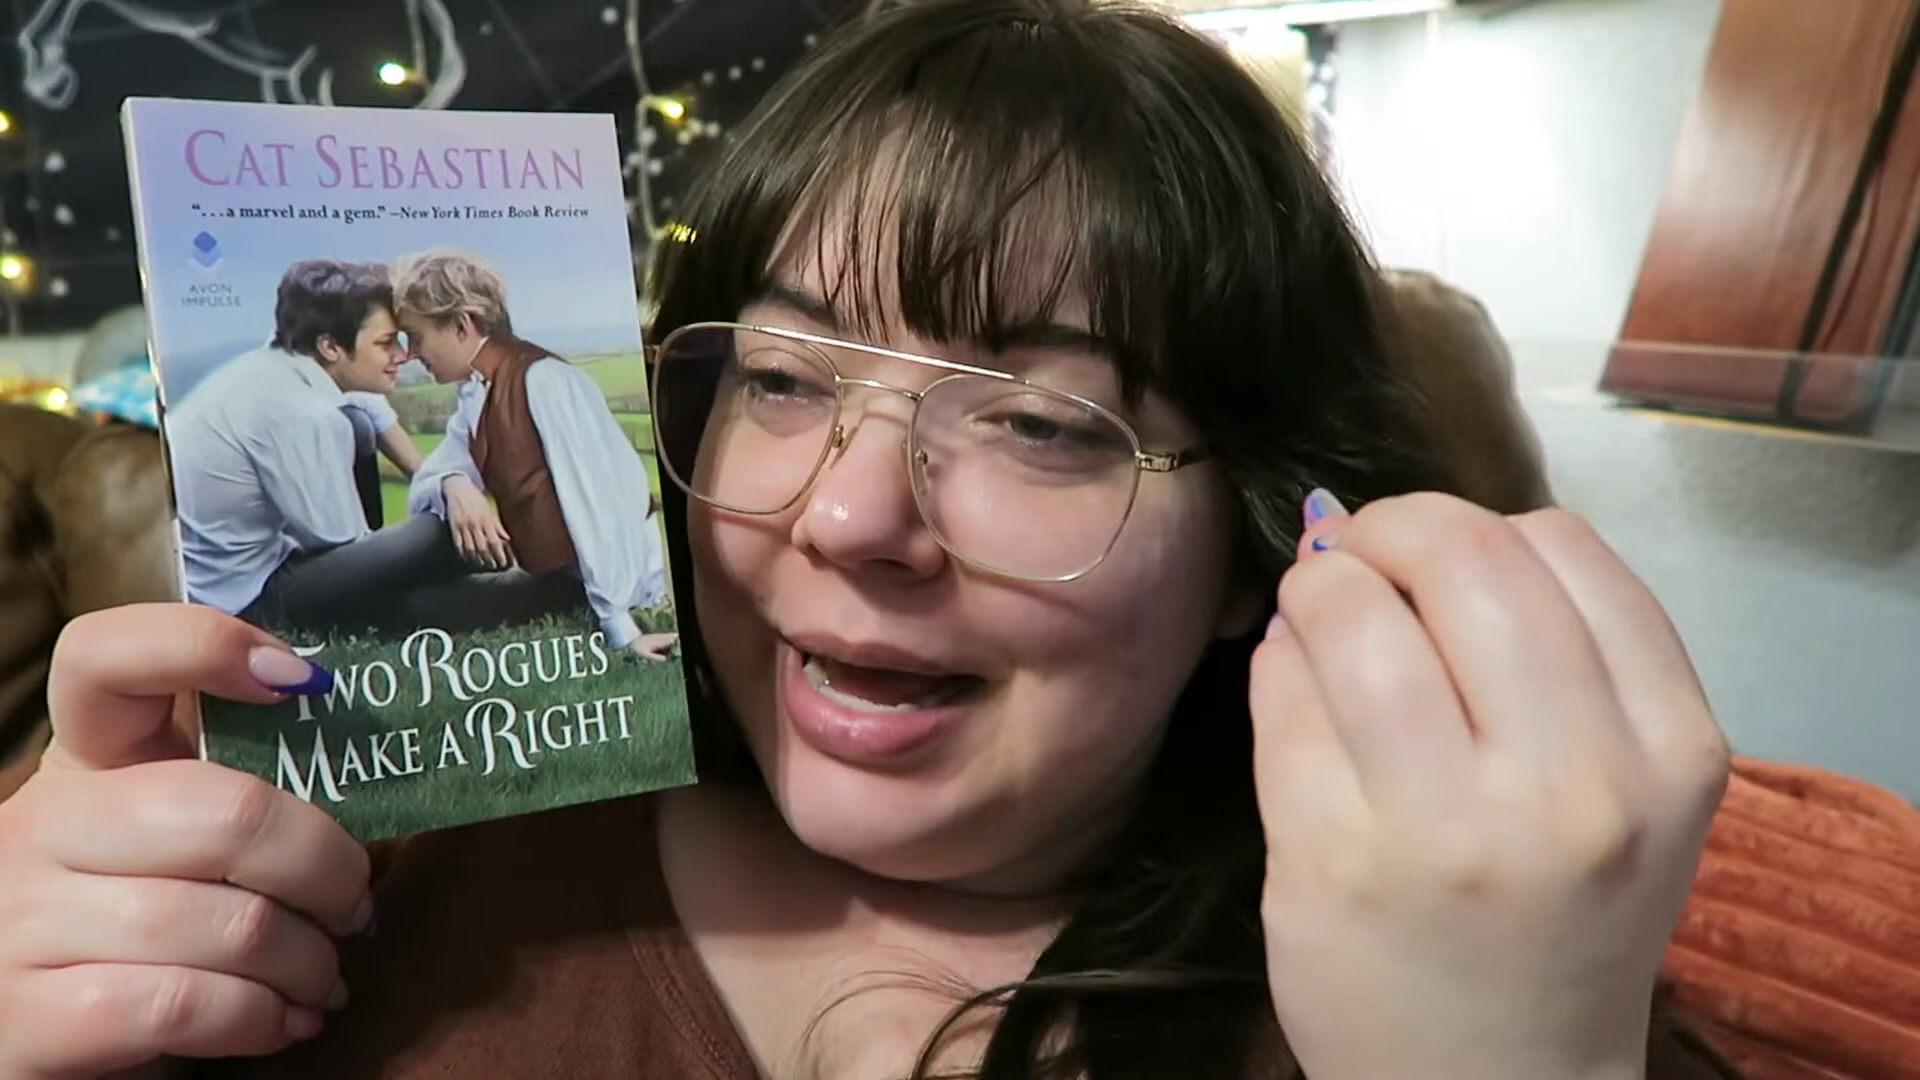 CAT SEBASTIAN
“...a marvel and a gem.” –New York Times Book Review
AVON
IMPULSE
TWO ROGUES
MAKE A RIGHT